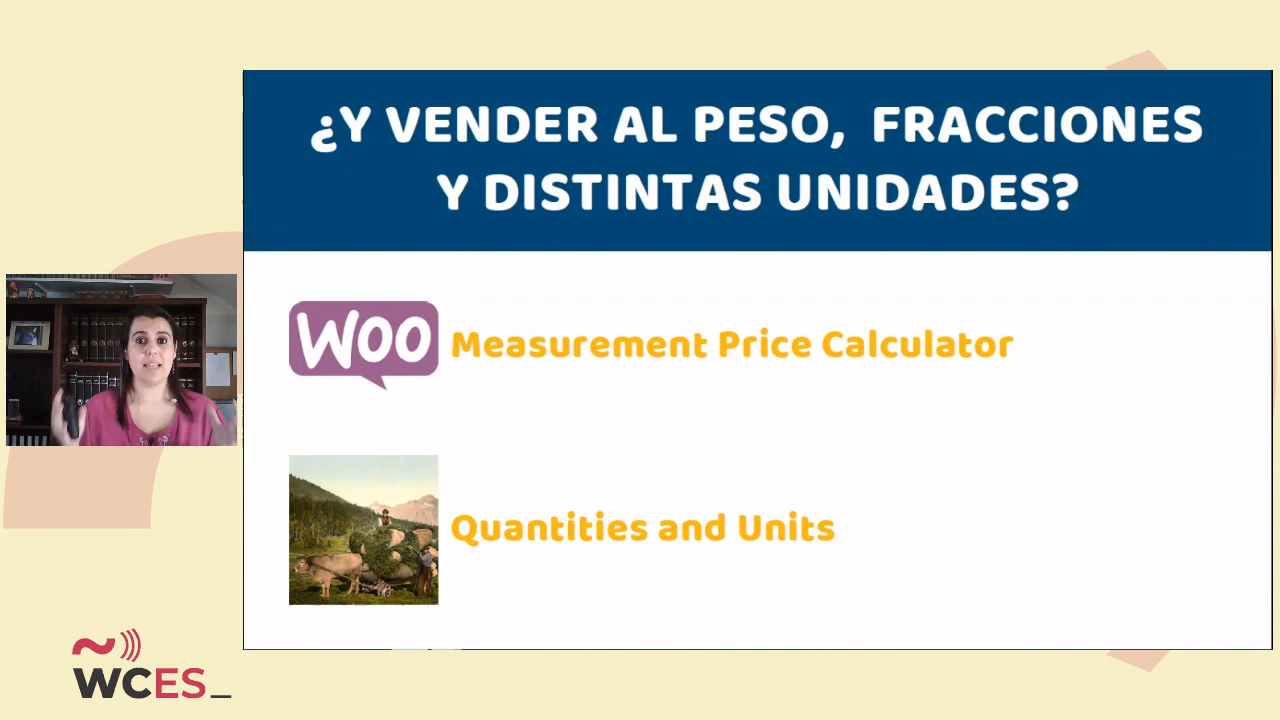 ¿Y VENDER AL PESO, FRACCIONES
Y DISTINTAS UNIDADES?
WOO
Measurement Price Calculator
Quantities and Units
WCES_